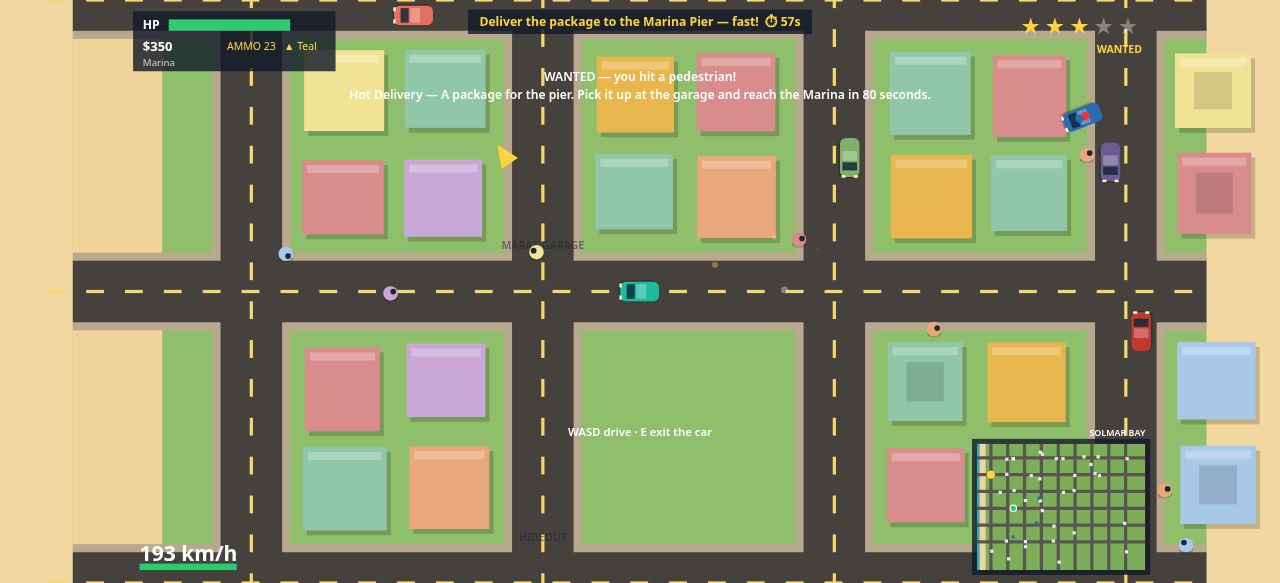 HP
Deliver the package to the Marina Pier — fast! ⏱ 57s
$350
AMMO 23 ▲ Teal
Marina
★★★★★
WANTED
WANTED — you hit a pedestrian!
Hot Delivery — A package for the pier. Pick it up at the garage and reach the Marina in 80 seconds.
MARA'S GARAGE
WASD drive · E exit the car
SOLMAR BAY
HIDEOUT
193 km/h